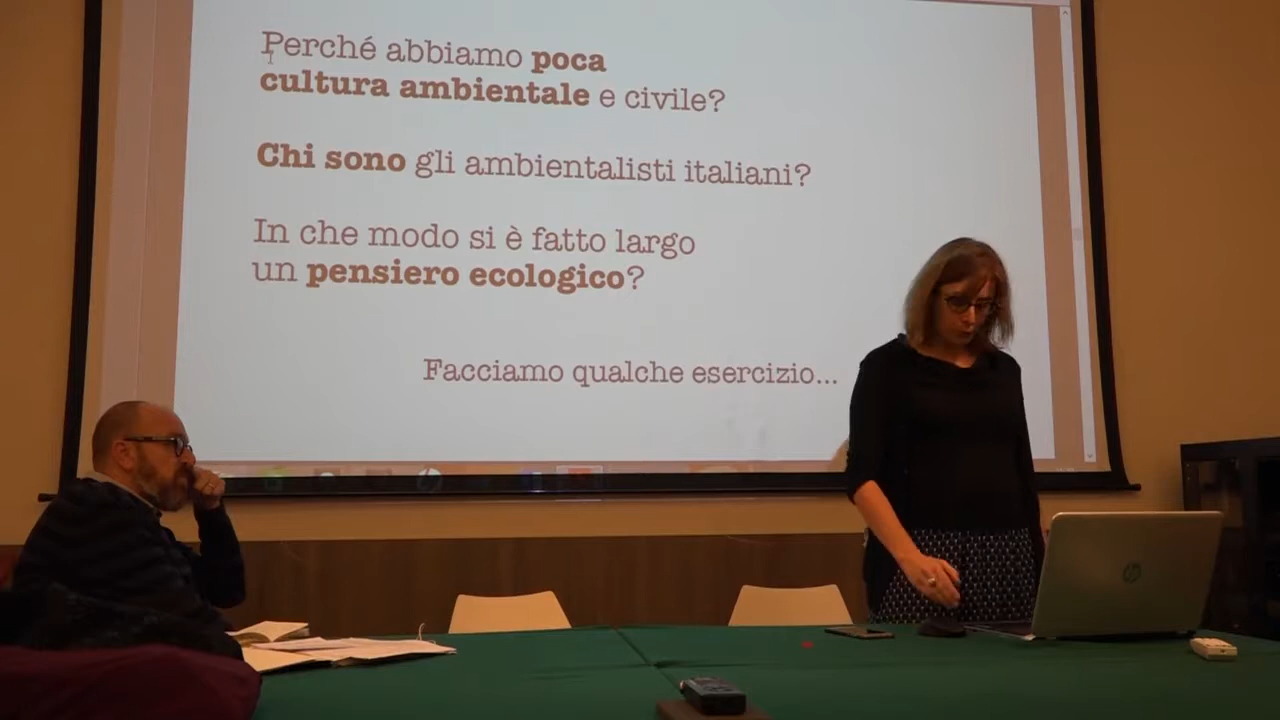 Perché abbiamo poca
cultura ambientale e civile?
Chi sono gli ambientalisti italiani?
In che modo si è fatto largo
un pensiero ecologico?
Facciamo qualche esercizio...
hp